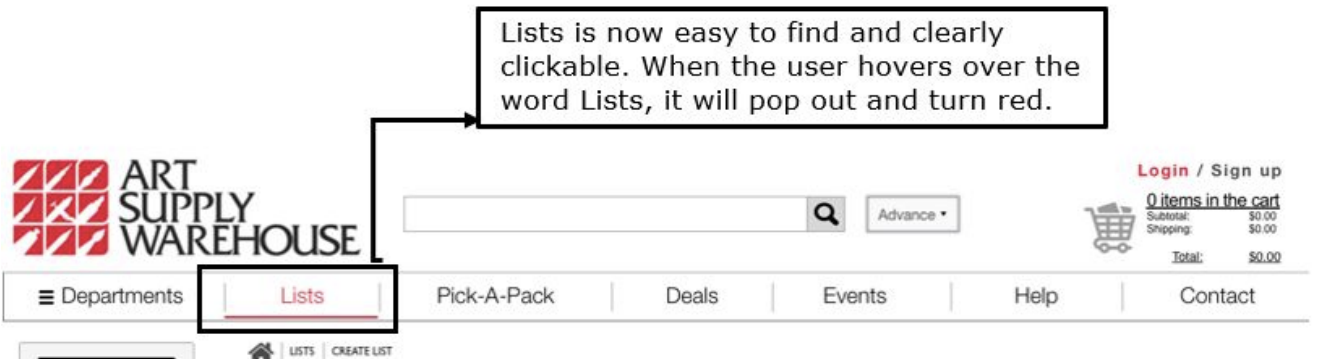 Lists is now easy to find and clearly
clickable. When the user hovers over the
word Lists, it will pop out and turn red.
ART
SUPPLY
WAREHOUSE
Advance
Login / Sign up
0 items in the cart
Subtotal: $0.00
Shipping: $0.00
Total: $0.00
Departments Lists Pick-A-Pack Deals Events Help Contact
LISTS CREATE LIST